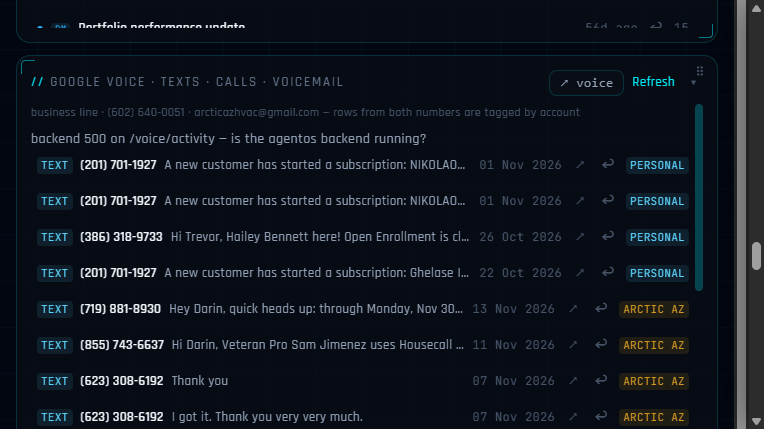 DM Portfolio performance update 56d ago 15
// GOOGLE VOICE · TEXTS · CALLS · VOICEMAIL ↗ voice Refresh
business line · (602) 640-0051 · arcticazhvac@gmail.com — rows from both numbers are tagged by account
backend 500 on /voice/activity — is the agentos backend running?
TEXT (201) 701-1927 A new customer has started a subscription: NIKOLAO... 01 Nov 2026 ↗ ↩ PERSONAL
TEXT (201) 701-1927 A new customer has started a subscription: NIKOLAO... 01 Nov 2026 ↗ ↩ PERSONAL
TEXT (386) 318-9733 Hi Trevor, Hailey Bennett here! Open Enrollment is cl... 26 Oct 2026 ↗ ↩ PERSONAL
TEXT (201) 701-1927 A new customer has started a subscription: Ghelase I... 22 Oct 2026 ↗ ↩ PERSONAL
TEXT (719) 881-8930 Hey Darin, quick heads up: through Monday, Nov 30... 13 Nov 2026 ↗ ↩ ARCTIC AZ
TEXT (855) 743-6637 Hi Darin, Veteran Pro Sam Jimenez uses Housecall ... 11 Nov 2026 ↗ ↩ ARCTIC AZ
TEXT (623) 308-6192 Thank you 07 Nov 2026 ↗ ↩ ARCTIC AZ
TEXT (623) 308-6192 I got it. Thank you very very much. 07 Nov 2026 ↗ ↩ ARCTIC AZ